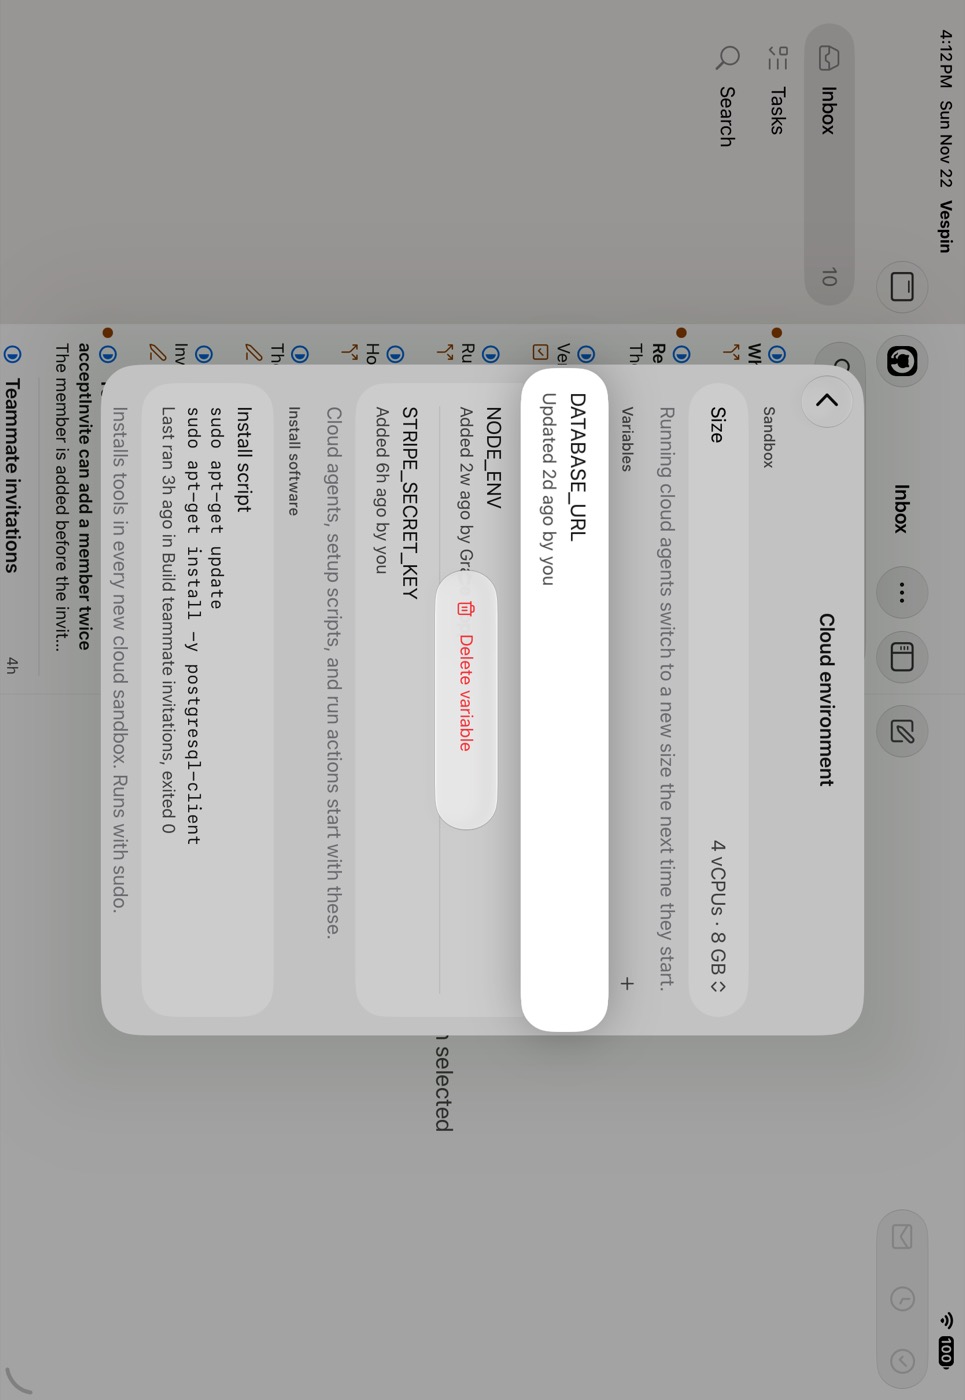 4:12 PM Sun Nov 22 Vespin
100
Inbox
Inbox 10
Tasks
Search
Cloud environment
Sandbox
Size 4 vCPUs · 8 GB
Running cloud agents switch to a new size the next time they start.
Variables
DATABASE_URL
Updated 2d ago by you
NODE_ENV
Added 2w ago by
Delete variable
STRIPE_SECRET_KEY
Added 6h ago by you
Cloud agents, setup scripts, and run actions start with these.
Install software
Install script
sudo apt-get update
sudo apt-get install -y postgresql-client
Last ran 3h ago in Build teammate invitations, exited 0
Installs tools in every new cloud sandbox. Runs with sudo.
selected
acceptInvite can add a member twice
The member is added before the invit...
Teammate invitations 4h